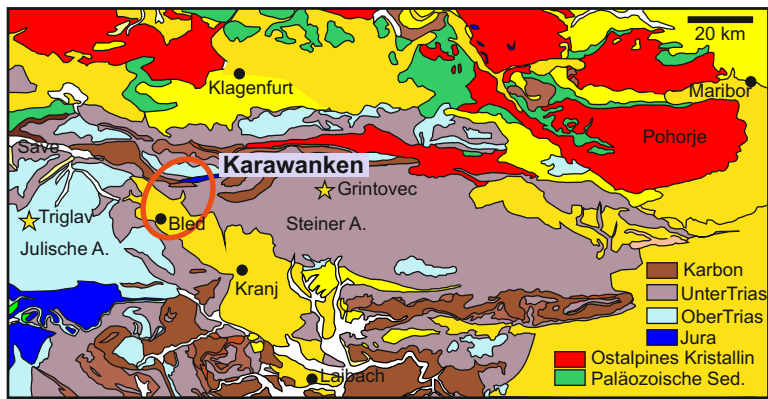 20 km
Klagenfurt
Maribor
Pohorje
Save
Karawanken
Grintovec
Triglav
Bled
Steiner A.
Julische A.
Kranj
Laibach
Karbon
UnterTrias
OberTrias
Jura
Ostalpines Kristallin
Paläozoische Sed.